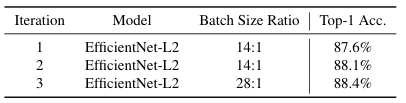 Iteration Model Batch Size Ratio Top-1 Acc.
1 EfficientNet-L2 14:1 87.6%
2 EfficientNet-L2 14:1 88.1%
3 EfficientNet-L2 28:1 88.4%